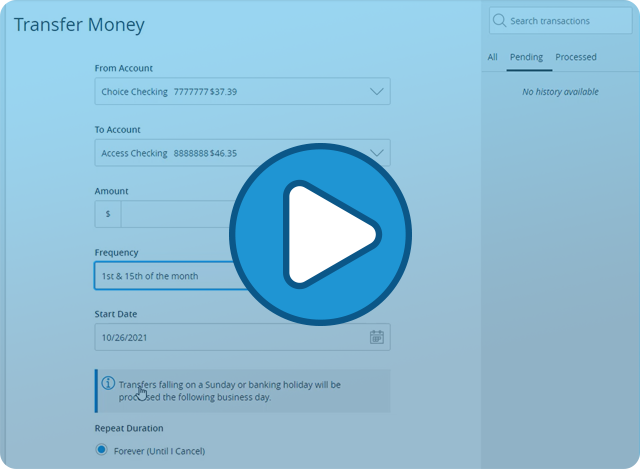 Transfer Money
From Account
Choice Checking 7777777 $37.39
To Account
Access Checking 8888888 $46.35
Amount
$
Frequency
1st & 15th of the month
Start Date
10/26/2021
Transfers falling on a Sunday or banking holiday will be
processed the following business day.
Repeat Duration
Forever (Until I Cancel)
Search transactions
All Pending Processed
No history available